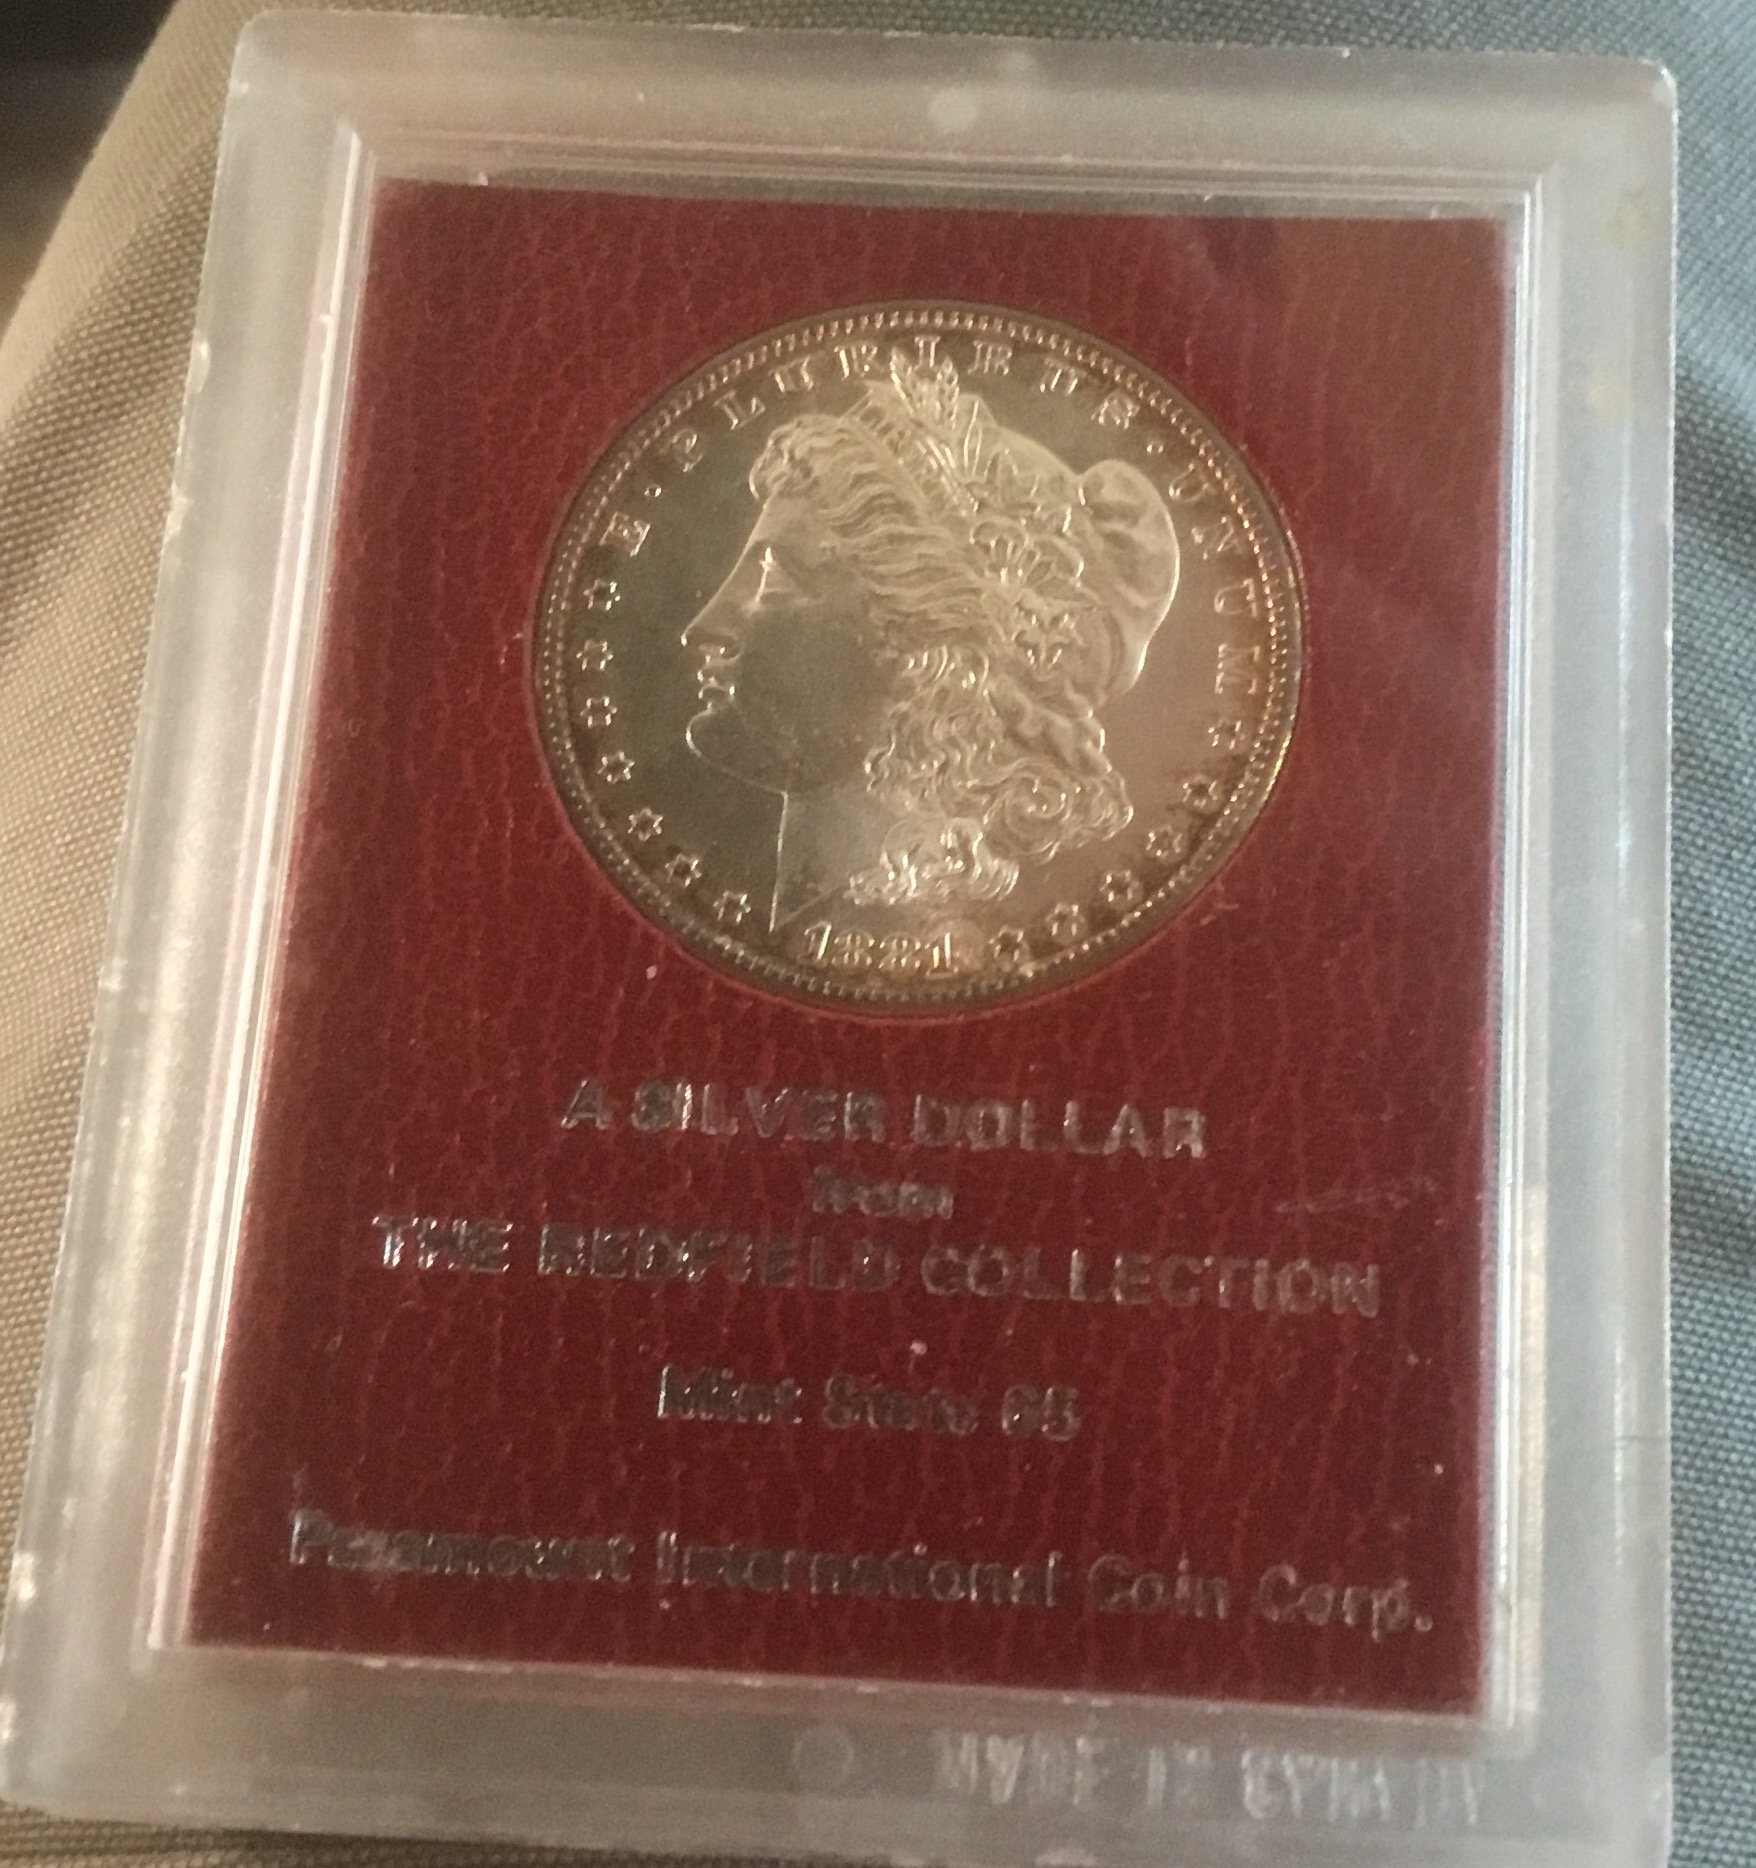 E · PLURIBUS · UNUM
1881
A SILVER DOLLAR
from
THE REDFIELD COLLECTION
Mint State 65
Paramount International Coin Corp.